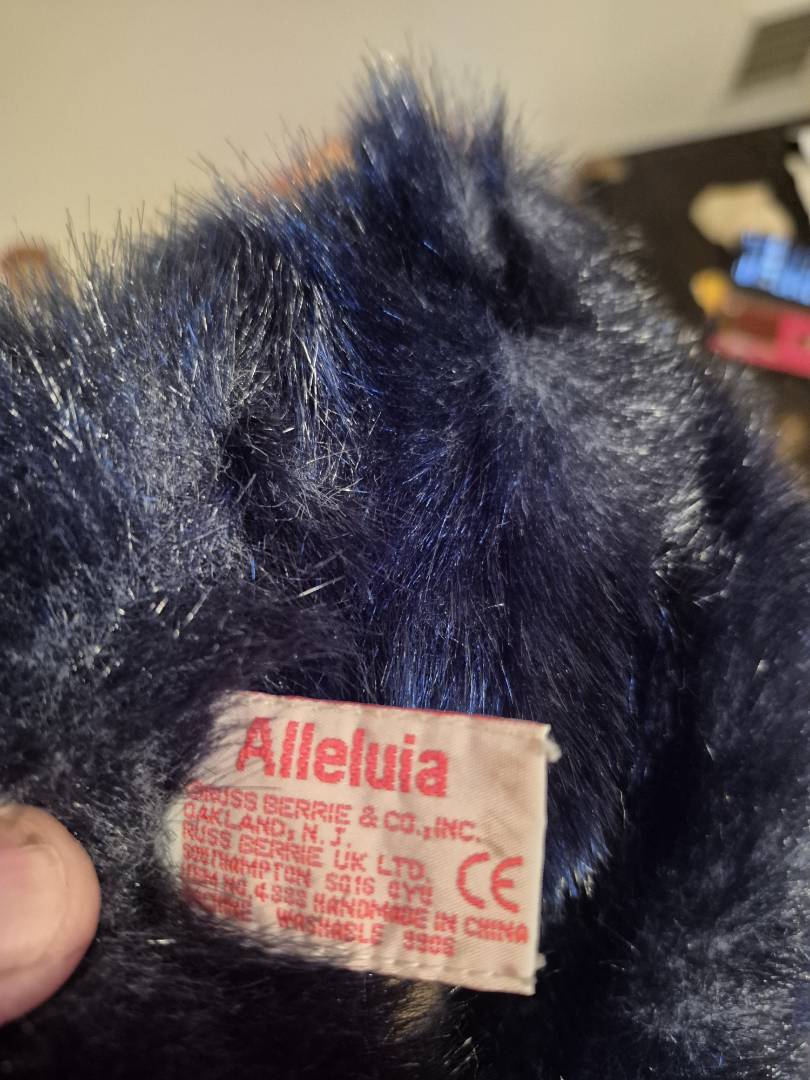 Alleluia
©RUSS BERRIE & CO., INC.
OAKLAND, N. J.
RUSS BERRIE UK LTD.
SOUTHAMPTON SO16 0YU
ITEM NO. HANDMADE IN CHINA
WASHABLE
CE